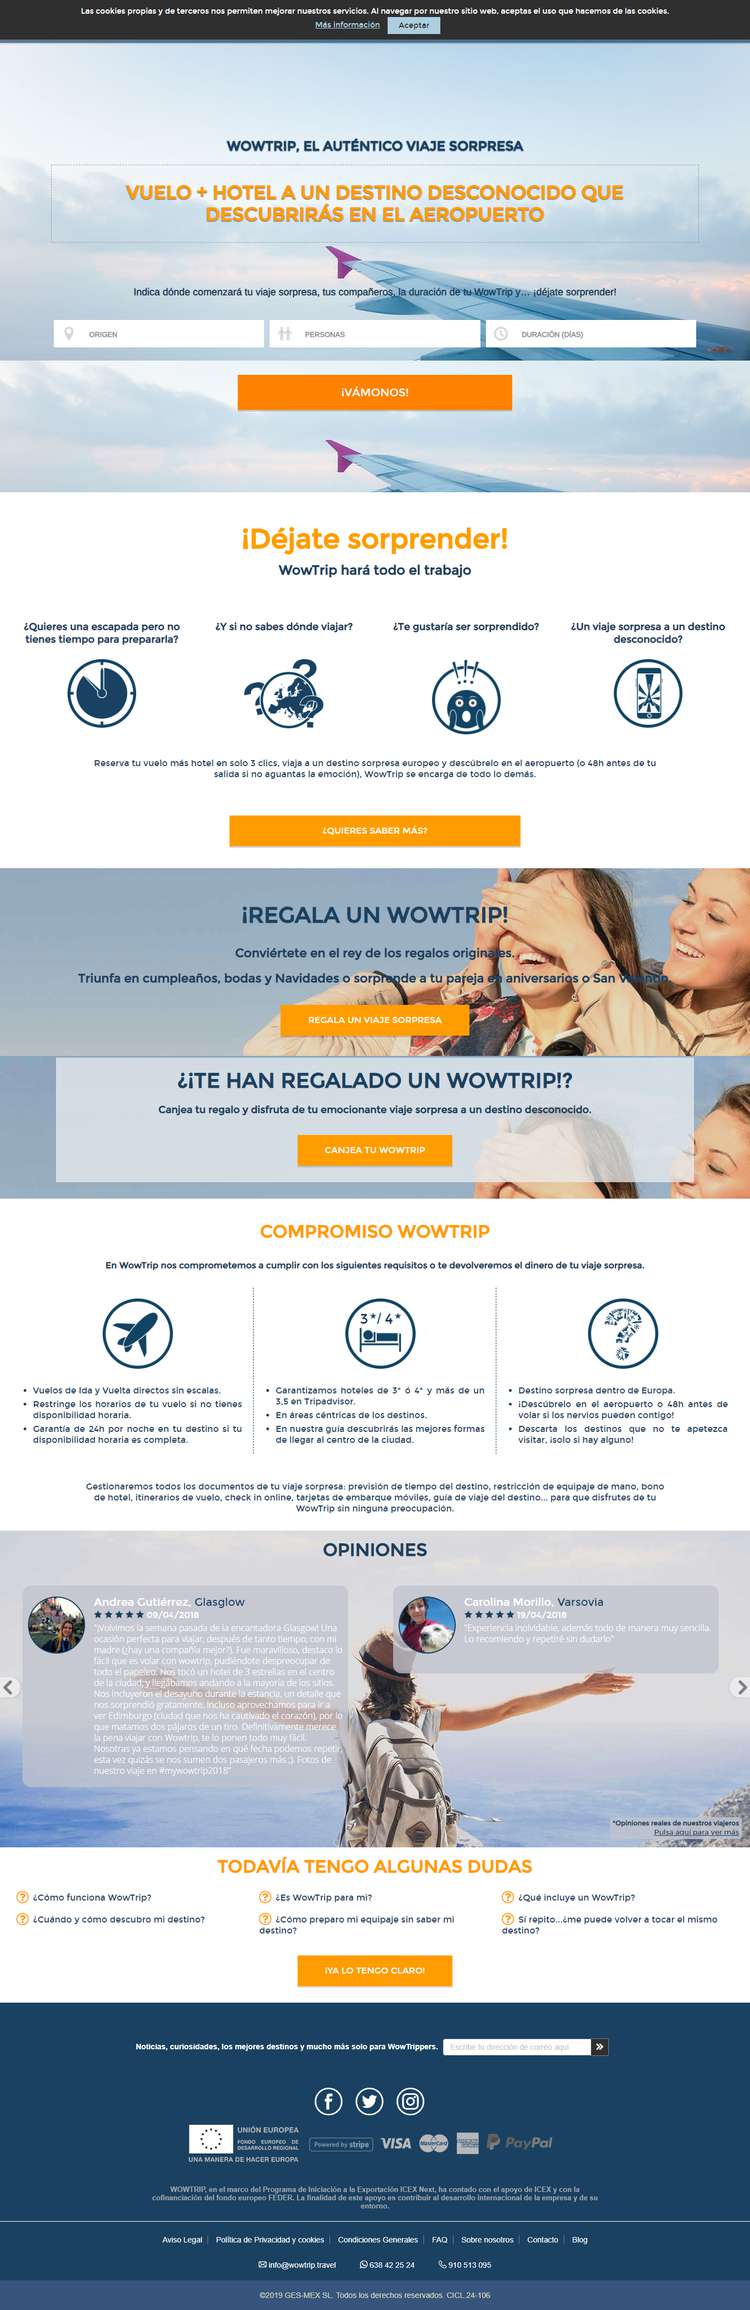 Las cookies propias y de terceros nos permiten mejorar nuestros servicios. Al navegar por nuestro sitio web, aceptas el uso que hacemos de las cookies.
Más información Aceptar
WOWTRIP, EL AUTÉNTICO VIAJE SORPRESA
VUELO + HOTEL A UN DESTINO DESCONOCIDO QUE
DESCUBRIRÁS EN EL AEROPUERTO
Indica dónde comenzará tu viaje sorpresa, tus compañeros, la duración de tu WowTrip y... ¡déjate sorprender!
ORIGEN PERSONAS DURACIÓN (DÍAS)
¡VÁMONOS!
¡Déjate sorprender!
WowTrip hará todo el trabajo
¿Quieres una escapada pero no
tienes tiempo para prepararla?
¿Y si no sabes dónde viajar?
¿Te gustaría ser sorprendido?
¿Un viaje sorpresa a un destino
desconocido?
Reserva tu vuelo más hotel en solo 3 clics, viaja a un destino sorpresa europeo y descúbrelo en el aeropuerto (o 48h antes de tu
salida si no aguantas la emoción), WowTrip se encarga de todo lo demás.
¿QUIERES SABER MÁS?
¡REGALA UN WOWTRIP!
Conviértete en el rey de los regalos originales.
Triunfa en cumpleaños, bodas y Navidades o sorprende a tu pareja en aniversarios o San Valentín.
REGALA UN VIAJE SORPRESA
¿¡TE HAN REGALADO UN WOWTRIP!?
Canjea tu regalo y disfruta de tu emocionante viaje sorpresa a un destino desconocido.
CANJEA TU WOWTRIP
COMPROMISO WOWTRIP
En WowTrip nos comprometemos a cumplir con los siguientes requisitos o te devolveremos el dinero de tu viaje sorpresa.
• Vuelos de Ida y Vuelta directos sin escalas.
• Restringe los horarios de tu vuelo si no tienes
disponibilidad horaria.
• Garantía de 24h por noche en tu destino si tu
disponibilidad horaria es completa.
3*/ 4*
• Garantizamos hoteles de 3* ó 4* y más de un
3,5 en Tripadvisor.
• En áreas céntricas de los destinos.
• En nuestra guía descubrirás las mejores formas
de llegar al centro de la ciudad.
• Destino sorpresa dentro de Europa.
• ¡Descúbrelo en el aeropuerto o 48h antes de
volar si los nervios pueden contigo!
• Descarta los destinos que no te apetezca
visitar, ¡solo si hay alguno!
Gestionaremos todos los documentos de tu viaje sorpresa: previsión de tiempo del destino, restricción de equipaje de mano, bono
de hotel, itinerarios de vuelo, check in online, tarjetas de embarque móviles, guía de viaje del destino... para que disfrutes de tu
WowTrip sin ninguna preocupación.
OPINIONES
Andrea Gutiérrez, Glasglow
★★★★★ 09/04/2018
"¡Volvimos la semana pasada de la encantadora Glasgow! Una
ocasión perfecta para viajar, después de tanto tiempo, con mi
madre (¿hay una compañía mejor?). Fue maravilloso, destaco lo
fácil que es volar con wowtrip, pudiéndote despreocupar de
todo el papeleo. Nos tocó un hotel de 3 estrellas en el centro
de la ciudad, y llegábamos andando a la mayoría de los sitios.
Nos incluyeron el desayuno durante la estancia, un detalle que
nos sorprendió gratamente. Incluso aprovechamos para ir a
ver Edimburgo (ciudad que nos ha cautivado el corazón), por lo
que matamos dos pájaros de un tiro. Definitivamente merece
la pena viajar con Wowtrip, te lo ponen todo muy fácil.
Nosotras ya estamos pensando en qué fecha podemos repetir,
esta vez quizás se nos sumen dos pasajeros más ;). Fotos de
nuestro viaje en #mywowtrip2018"
Carolina Morillo, Varsovia
★★★★★ 19/04/2018
"Experiencia inolvidable, además todo de manera muy sencilla.
Lo recomiendo y repetiré sin dudarlo"
*Opiniones reales de nuestros viajeros
Pulsa aquí para ver más
TODAVÍA TENGO ALGUNAS DUDAS
¿Cómo funciona WowTrip?
¿Es WowTrip para mi?
¿Qué incluye un WowTrip?
¿Cuándo y cómo descubro mi destino?
¿Cómo preparo mi equipaje sin saber mi
destino?
Sí repito...¿me puede volver a tocar el mismo
destino?
¡YA LO TENGO CLARO!
Noticias, curiosidades, los mejores destinos y mucho más solo para WowTrippers. Escribe tu dirección de correo aquí »
UNIÓN EUROPEA
FONDO EUROPEO DE
DESARROLLO REGIONAL
UNA MANERA DE HACER EUROPA
Powered by stripe VISA MasterCard AMERICAN EXPRESS PayPal
WOWTRIP, en el marco del Programa de Iniciación a la Exportación ICEX Next, ha contado con el apoyo de ICEX y con la
cofinanciación del fondo europeo FEDER. La finalidad de este apoyo es contribuir al desarrollo internacional de la empresa y de su
entorno.
Aviso Legal | Política de Privacidad y cookies | Condiciones Generales | FAQ | Sobre nosotros | Contacto | Blog
info@wowtrip.travel 638 42 25 24 910 513 095
©2019 GES-MEX SL. Todos los derechos reservados. CICL.24-106